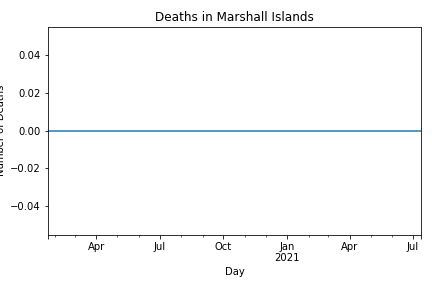 Deaths in Marshall Islands
0.04
0.02
0.00
−0.02
−0.04
Number of Deaths
Apr
Jul
Oct
Jan
2021
Apr
Jul
Day